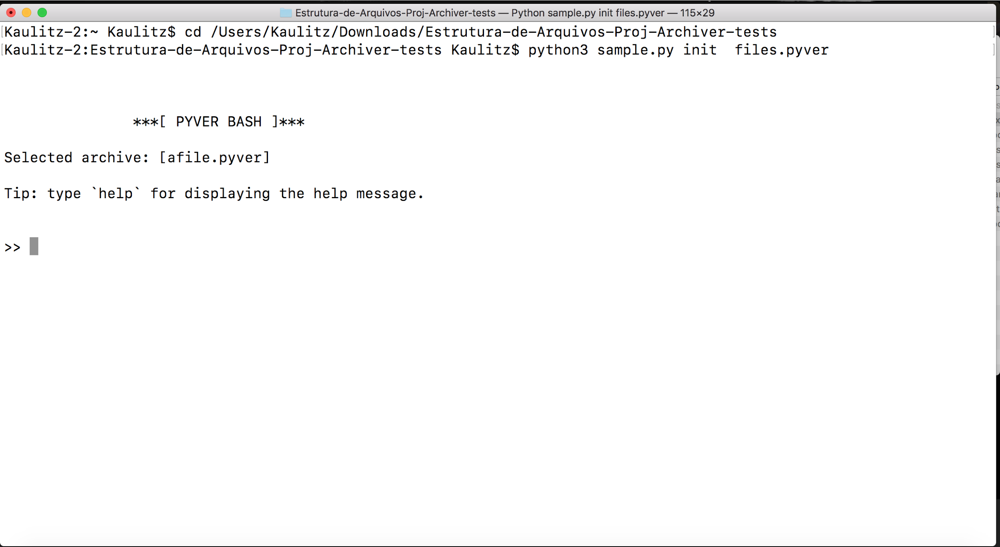 Estrutura-de-Arquivos-Proj-Archiver-tests — Python sample.py init files.pyver — 115×29
[Kaulitz-2:~ Kaulitz$ cd /Users/Kaulitz/Downloads/Estrutura-de-Arquivos-Proj-Archiver-tests ]
[Kaulitz-2:Estrutura-de-Arquivos-Proj-Archiver-tests Kaulitz$ python3 sample.py init  files.pyver ]
***[ PYVER BASH ]***
Selected archive: [afile.pyver]
Tip: type `help` for displaying the help message.
>>